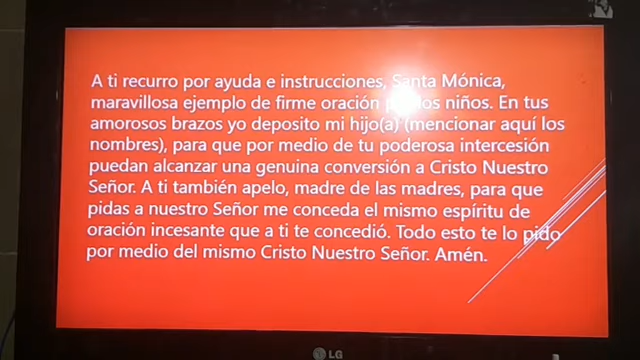 A ti recurro por ayuda e instrucciones, Santa Mónica,
maravillosa ejemplo de firme oración los niños. En tus
amorosos brazos yo deposito mi hijo(a) (mencionar aquí los
nombres), para que por medio de tu poderosa intercesión
puedan alcanzar una genuina conversión a Cristo Nuestro
Señor. A ti también apelo, madre de las madres, para que
pidas a nuestro Señor me conceda el mismo espíritu de
oración incesante que a ti te concedió. Todo esto te lo pido
por medio del mismo Cristo Nuestro Señor. Amén.
LG